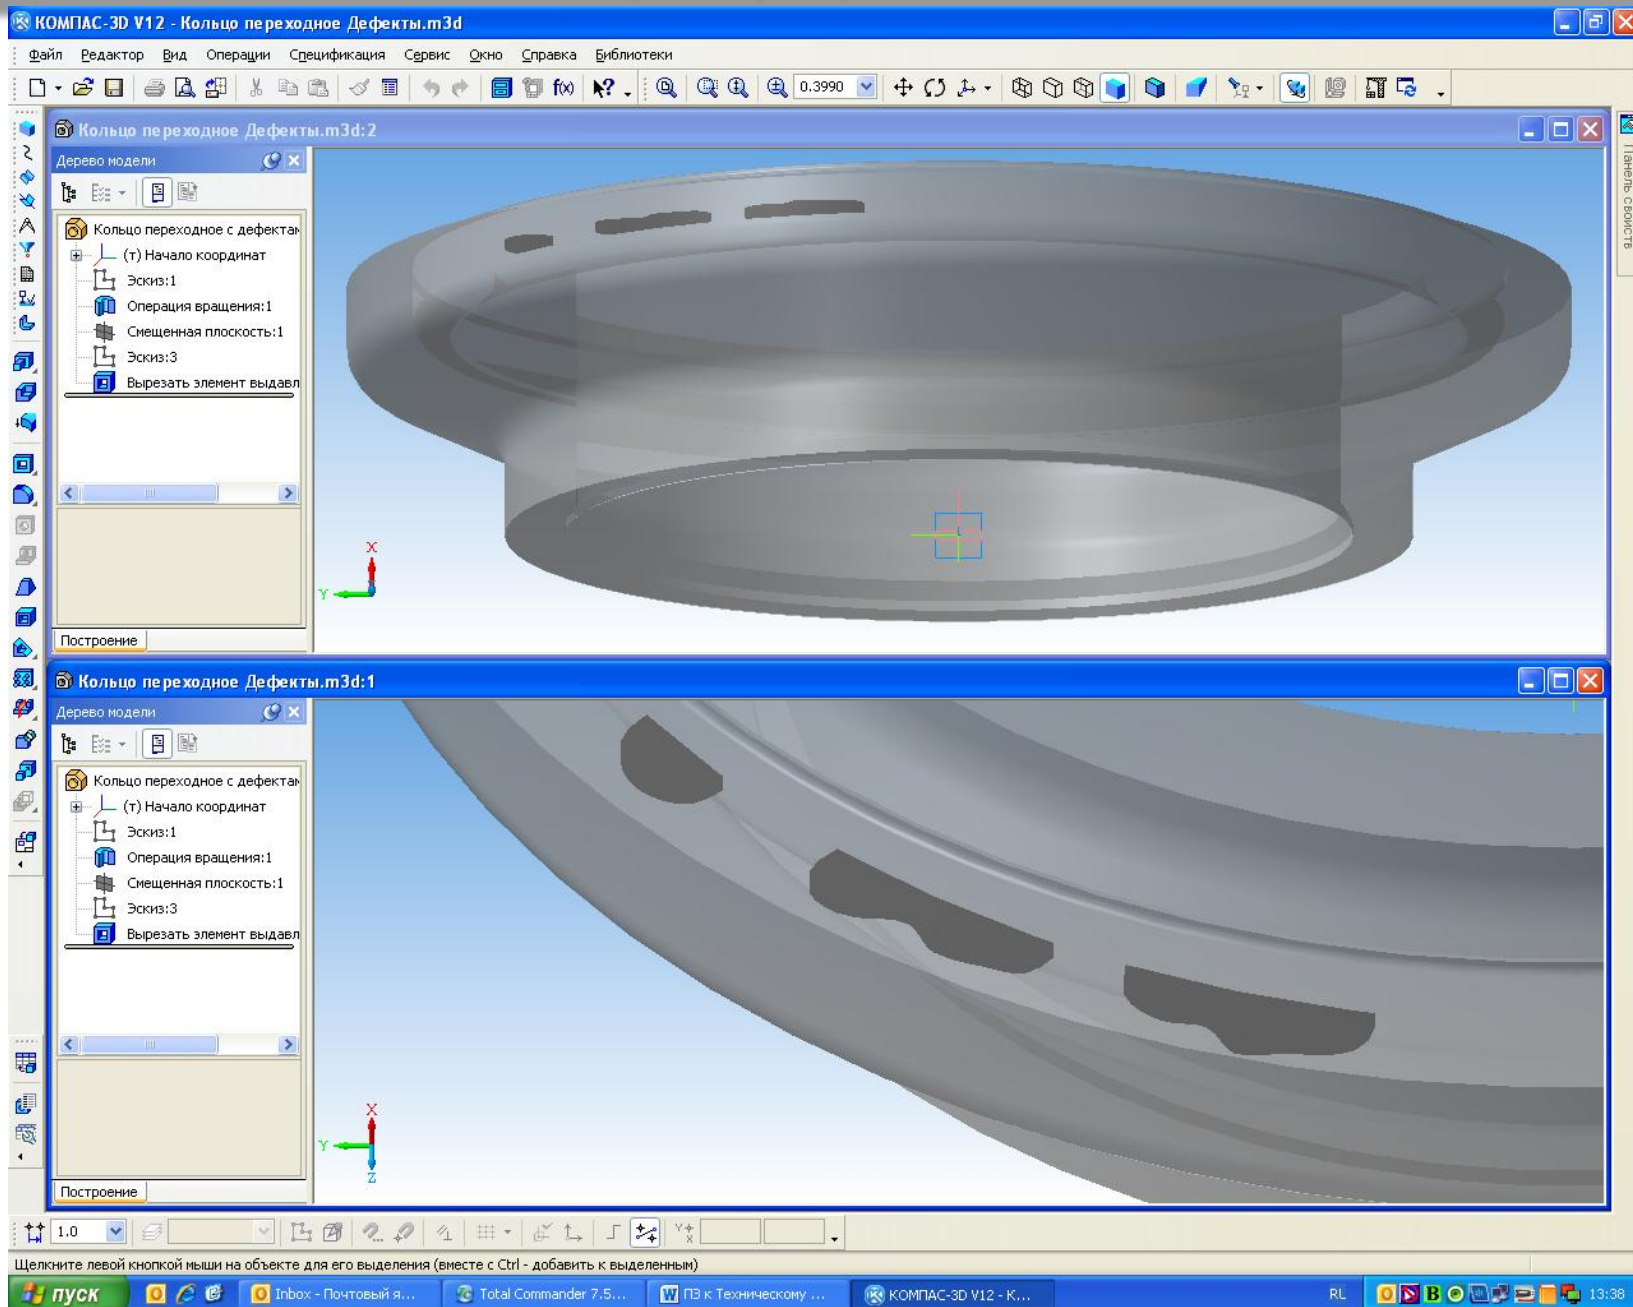 КОМПАС-3D V12 - Кольцо переходное Дефекты.m3d
Файл Редактор Вид Операции Спецификация Сервис Окно Справка Библиотеки
f(x) 0.3990
Кольцо переходное Дефекты.m3d:2
Панель свойств
Дерево модели
Кольцо переходное с дефектам
(т) Начало координат
Эскиз:1
Операция вращения:1
Смещенная плоскость:1
Эскиз:3
Вырезать элемент выдавл
X
Y
Построение
Кольцо переходное Дефекты.m3d:1
Дерево модели
Кольцо переходное с дефектам
(т) Начало координат
Эскиз:1
Операция вращения:1
Смещенная плоскость:1
Эскиз:3
Вырезать элемент выдавл
X
Y
Z
Построение
1.0
Щелкните левой кнопкой мыши на объекте для его выделения (вместе с Ctrl - добавить к выделенным)
пуск Inbox - Почтовый я... Total Commander 7.5... ПЗ к Техническому ... КОМПАС-3D V12 - К... RL 13:38